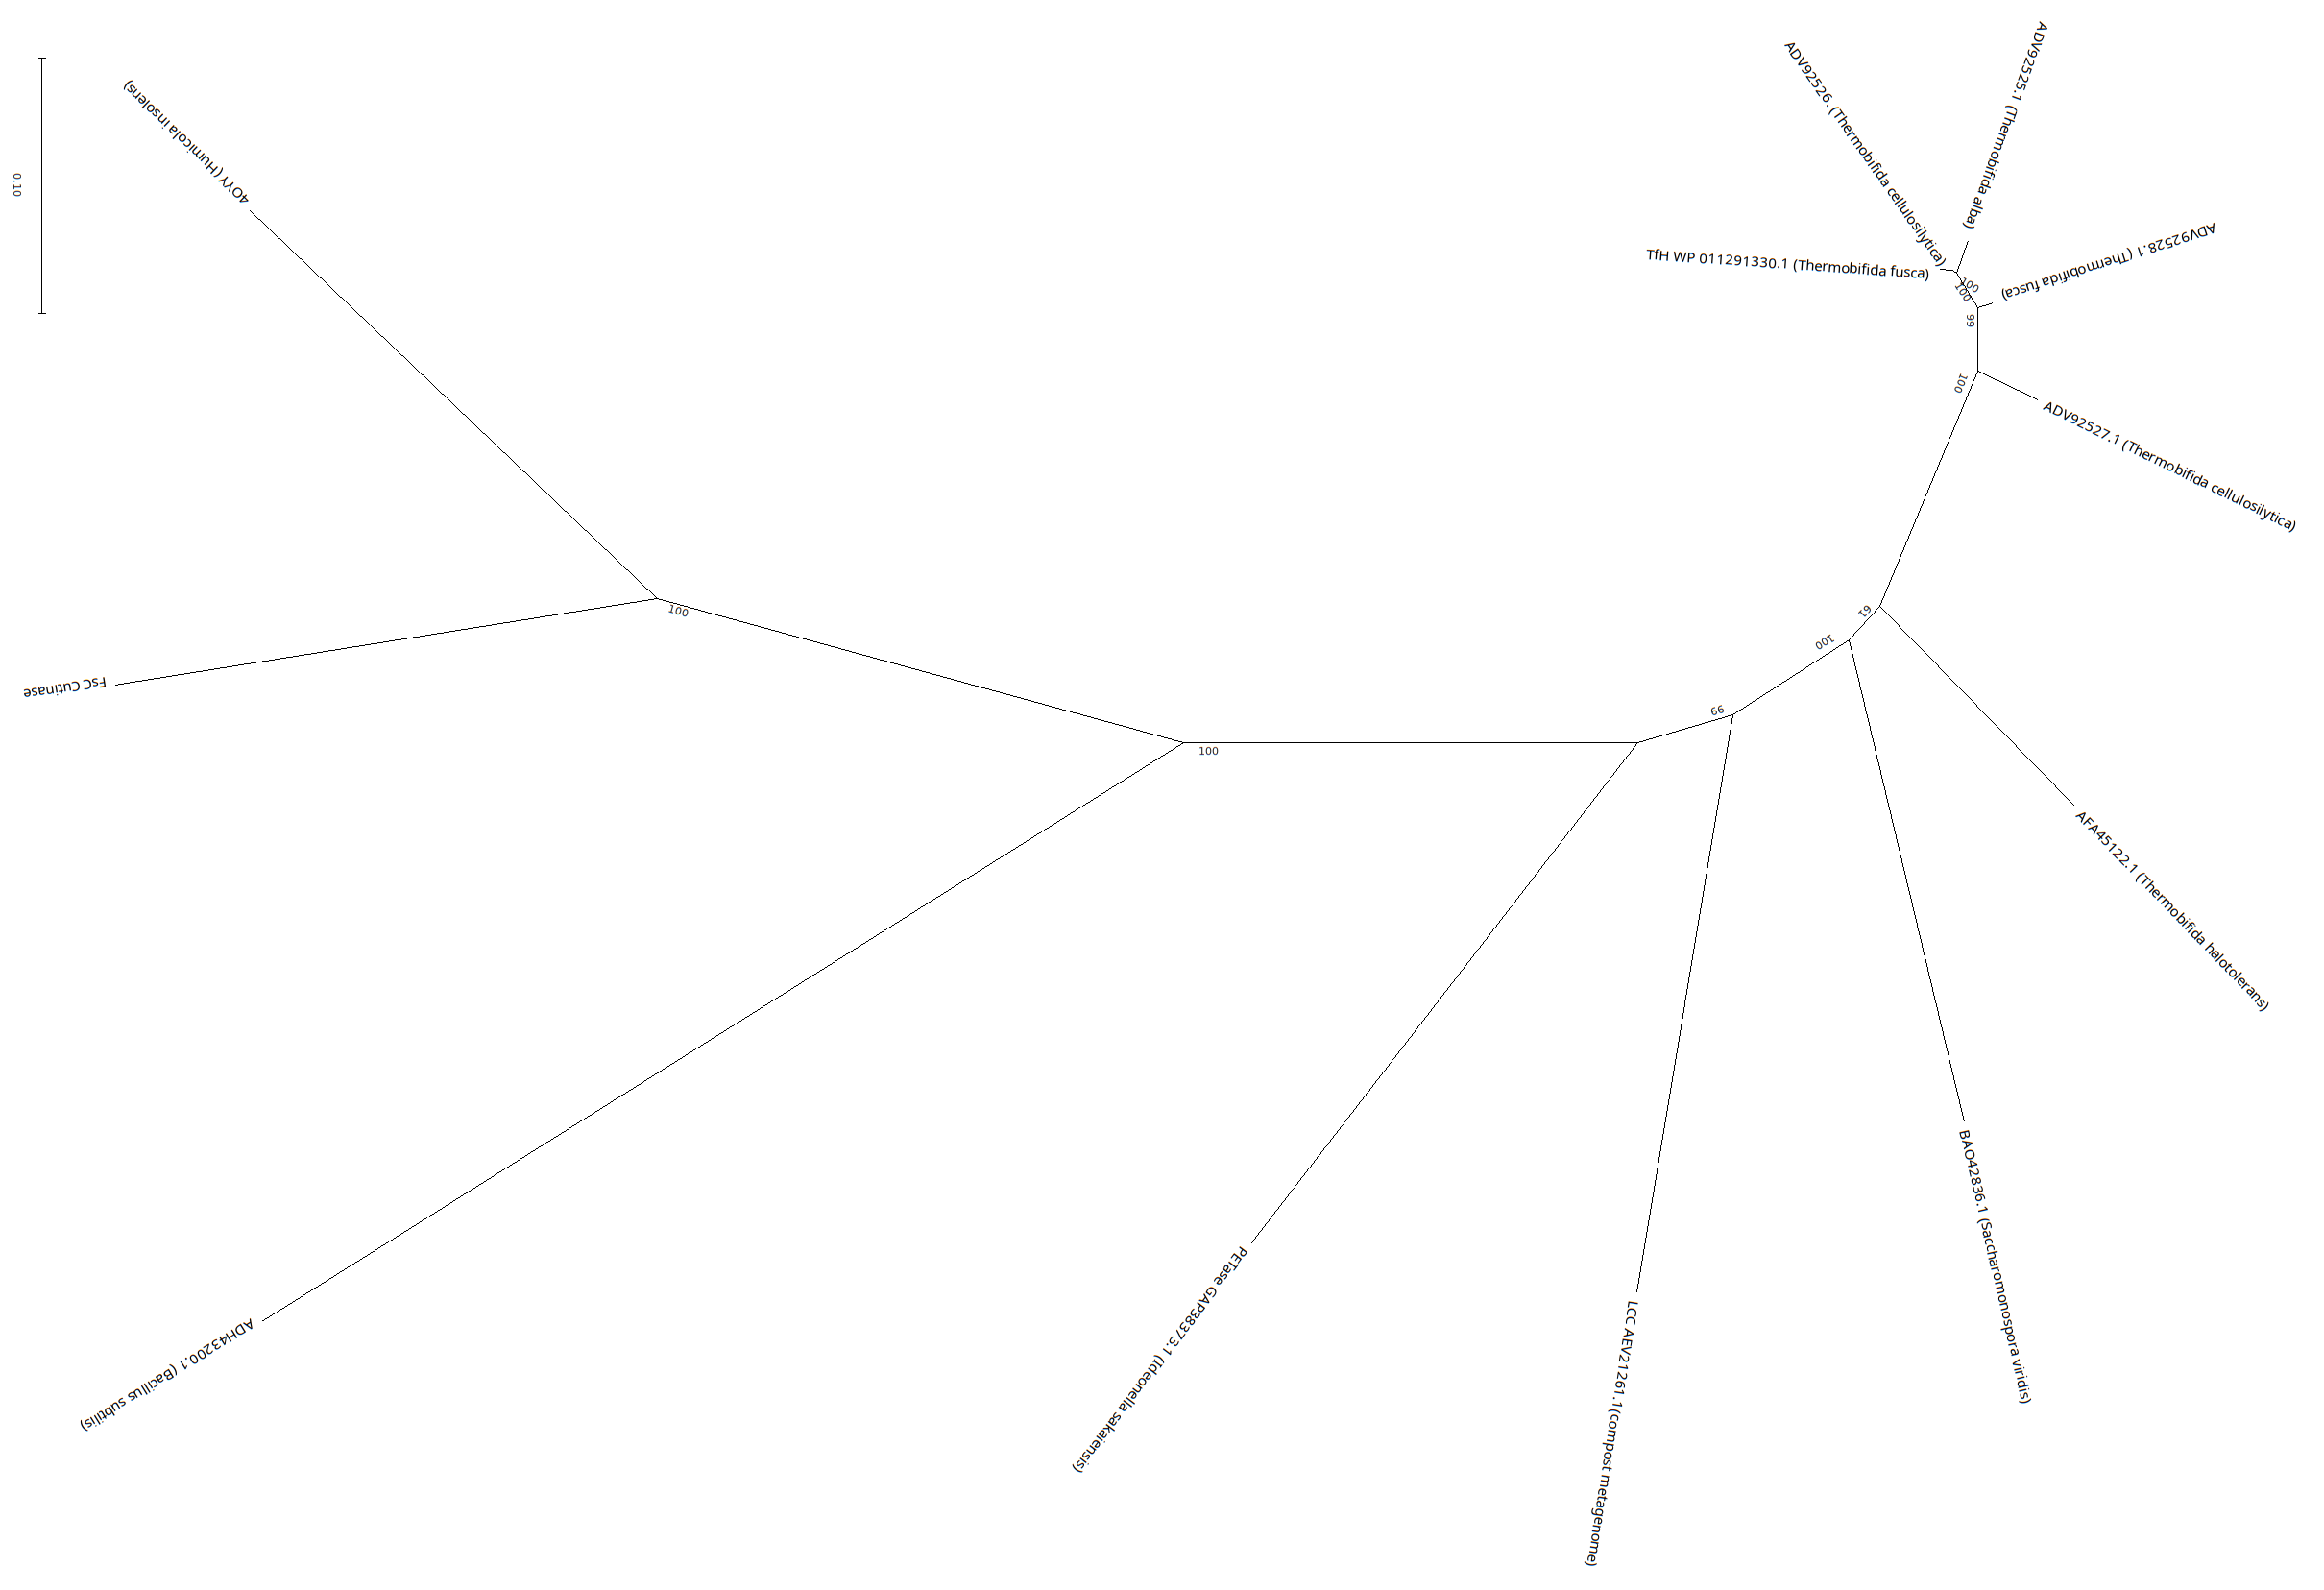 0.10
4OYY (Humicola insolens)
FsC Cutinase
100
100
ADH43200.1 (Bacillus subtilis)
PETase GAP38373.1 (Ideonella sakaiensis)
LCC AEV21261.1(compost metagenome)
99
100
61
BAO42836.1 (Saccharomonospora viridis)
AFA45122.1 (Thermobifida halotolerans)
100
ADV92527.1 (Thermobifida cellulosilytica)
99
ADV92528.1 (Thermobifida fusca)
100
100
ADV92525.1 (Thermobifida alba)
ADV92526. (Thermobifida cellulosilytica)
TfH WP 011291330.1 (Thermobifida fusca)